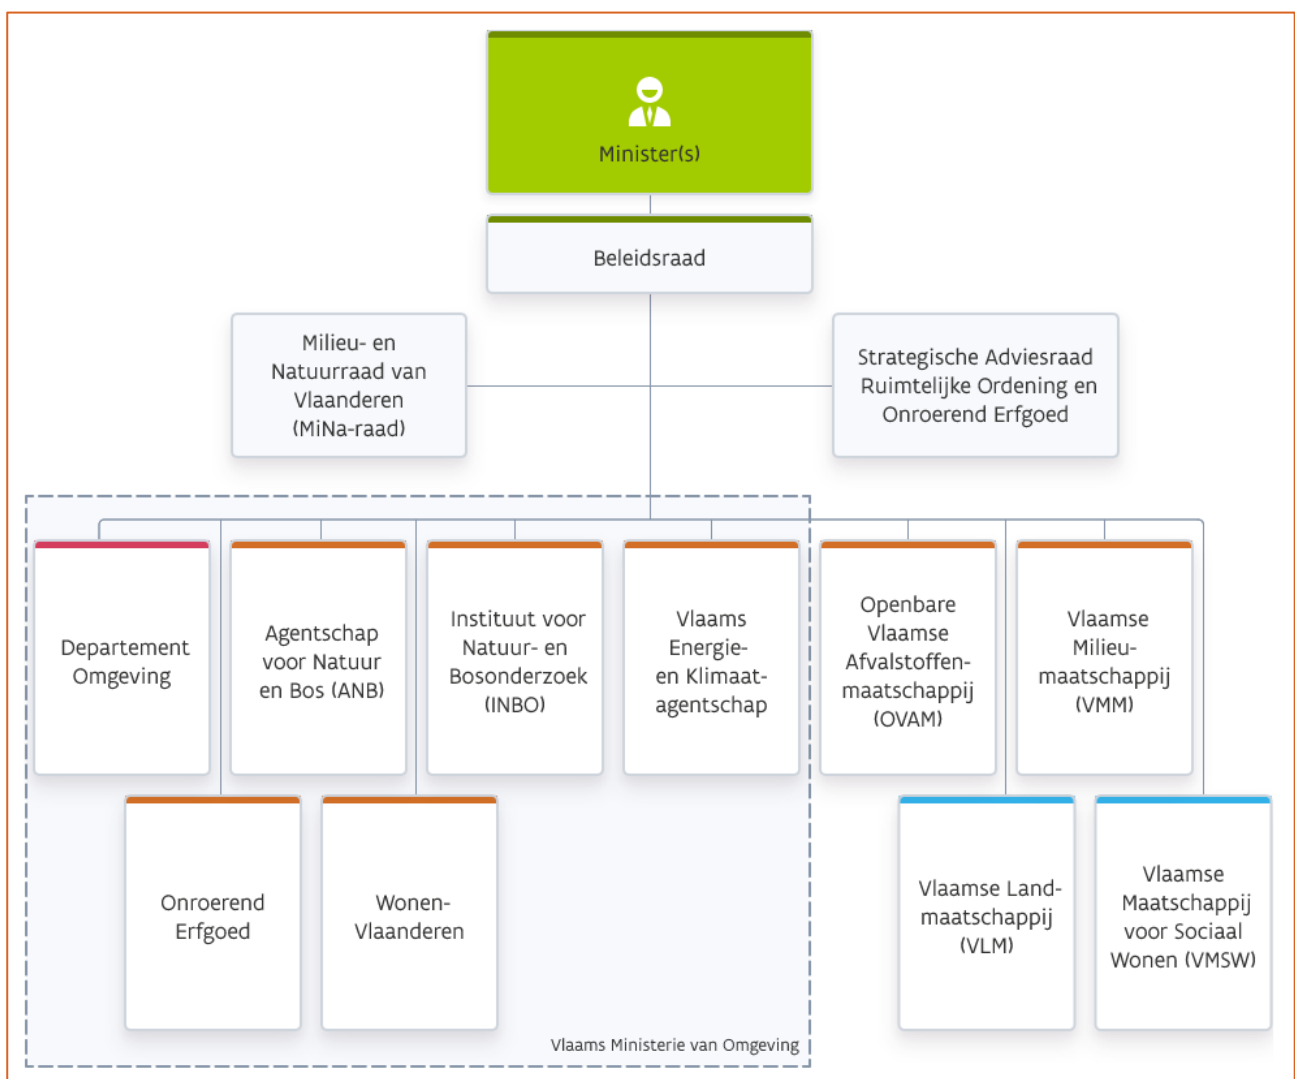 Minister(s)
Beleidsraad
Milieu- en
Natuurraad van
Vlaanderen
(MiNa-raad)
Strategische Adviesraad
Ruimtelijke Ordening en
Onroerend Erfgoed
Departement
Omgeving
Agentschap
voor Natuur
en Bos (ANB)
Instituut voor
Natuur- en
Bosonderzoek
(INBO)
Vlaams
Energie-
en Klimaat-
agentschap
Openbare
Vlaamse
Afvalstoffen-
maatschappij
(OVAM)
Vlaamse
Milieu-
maatschappij
(VMM)
Onroerend
Erfgoed
Wonen-
Vlaanderen
Vlaamse Land-
maatschappij
(VLM)
Vlaamse
Maatschappij
voor Sociaal
Wonen (VMSW)
Vlaams Ministerie van Omgeving